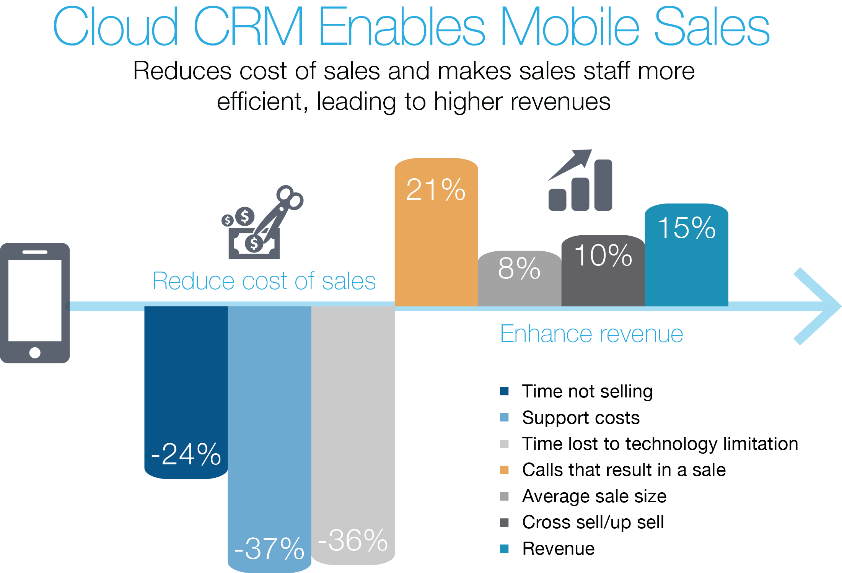 Cloud CRM Enables Mobile Sales
Reduces cost of sales and makes sales staff more
efficient, leading to higher revenues
$
$
$
21%
15%
10%
8%
Reduce cost of sales
Enhance revenue
-24%
-37%
-36%
Time not selling
Support costs
Time lost to technology limitation
Calls that result in a sale
Average sale size
Cross sell/up sell
Revenue